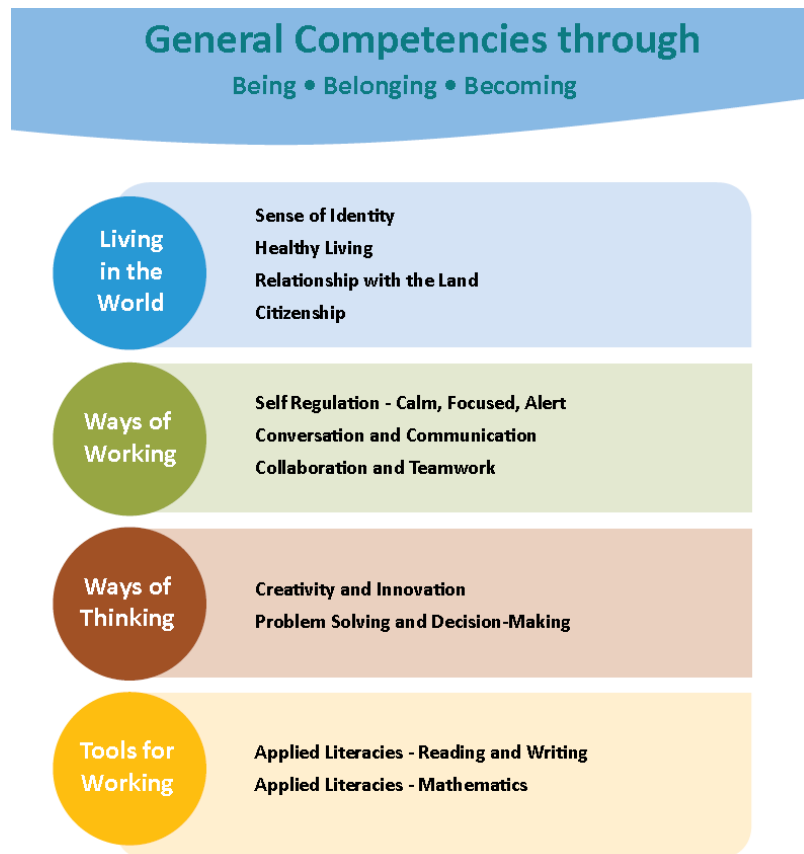 General Competencies through
Being • Belonging • Becoming
Living
in the
World
Sense of Identity
Healthy Living
Relationship with the Land
Citizenship
Ways of
Working
Self Regulation - Calm, Focused, Alert
Conversation and Communication
Collaboration and Teamwork
Ways of
Thinking
Creativity and Innovation
Problem Solving and Decision-Making
Tools for
Working
Applied Literacies - Reading and Writing
Applied Literacies - Mathematics